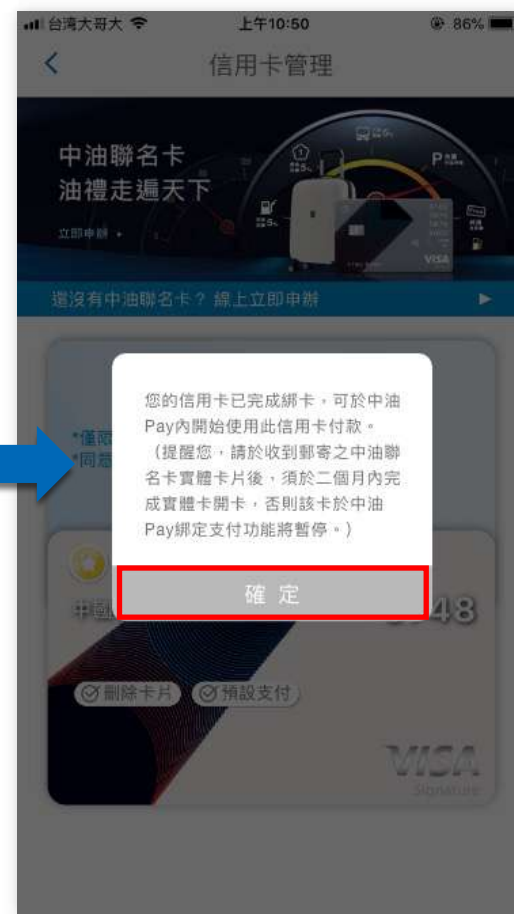 台湾大哥大
上午10:50
86%
信用卡管理
中油聯名卡
油禮走遍天下
立即申辦
還沒有中油聯名卡？線上立即申辦
您的信用卡已完成綁卡，可於中油
Pay內開始使用此信用卡付款。
（提醒您，請於收到郵寄之中油聯
名卡實體卡片後，須於二個月內完
成實體卡開卡，否則該卡於中油
Pay綁定支付功能將暫停。）
*僅限
*同意
確定
中國
48
刪除卡片
預設支付
VISA
Signature